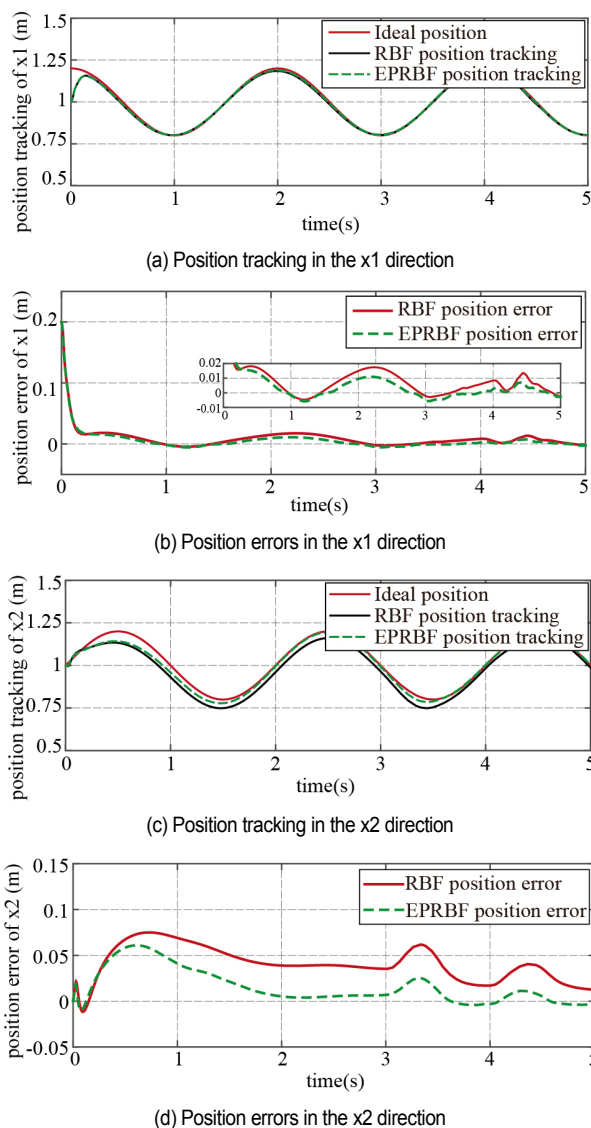 position tracking of x1 (m)
1.5
1.25
1
0.75
0.5
Ideal position
RBF position tracking
EPRBF position tracking
0 1 2 3 4 5
time(s)
(a) Position tracking in the x1 direction
position error of x1 (m)
0.2
0.1
0
RBF position error
EPRBF position error
0.02
0.01
0
-0.01
0 1 2 3 4 5
0 1 2 3 4 5
time(s)
(b) Position errors in the x1 direction
position tracking of x2 (m)
1.5
1.25
1
0.75
0.5
Ideal position
RBF position tracking
EPRBF position tracking
0 1 2 3 4 5
time(s)
(c) Position tracking in the x2 direction
position error of x2 (m)
0.15
0.1
0.05
0
-0.05
RBF position error
EPRBF position error
0 1 2 3 4
time(s)
(d) Position errors in the x2 direction